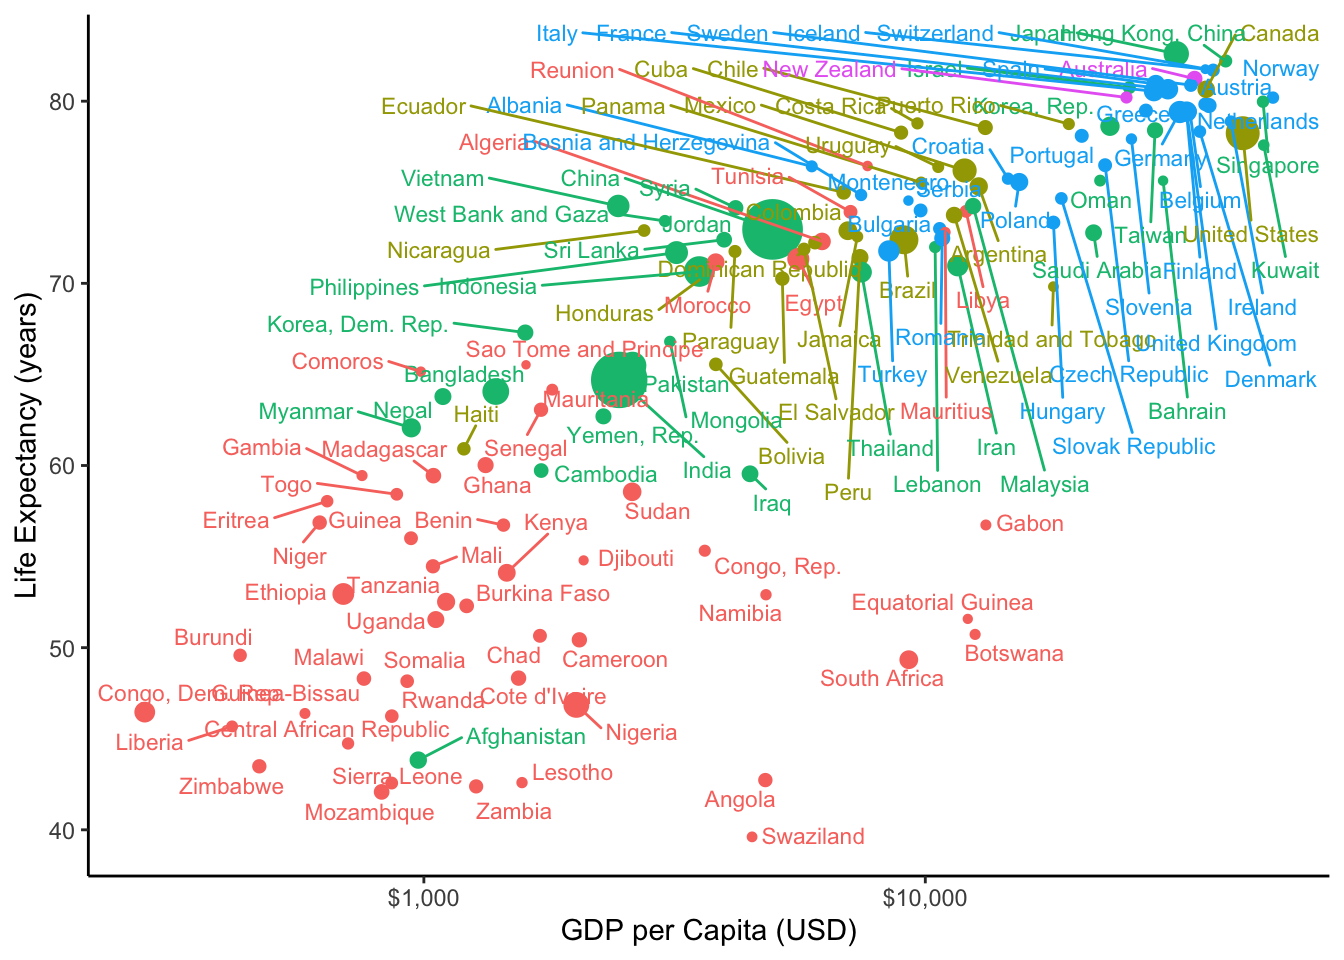 Italy France Sweden Iceland Switzerland Japan Hong Kong, China Canada
Reunion Cuba Chile New Zealand Israel Spain Australia Norway
Austria
Ecuador Albania Panama Mexico Costa Rica Puerto Rico Korea, Rep. Greece Netherlands
Algeria Bosnia and Herzegovina Uruguay Croatia Portugal Germany Singapore
Vietnam China Syria Tunisia Montenegro Serbia Oman Belgium
West Bank and Gaza Jordan Colombia Bulgaria Poland Taiwan United States
Nicaragua Sri Lanka Dominican Republic Argentina Saudi Arabia Finland Kuwait
Philippines Indonesia Morocco Egypt Brazil Libya Slovenia Ireland
Honduras Paraguay Jamaica Romania Trinidad and Tobago United Kingdom
Korea, Dem. Rep. Sao Tome and Principe
Comoros Bangladesh Pakistan Guatemala Turkey Venezuela Czech Republic Denmark
Myanmar Nepal Haiti Mauritania Mongolia El Salvador Mauritius Hungary Bahrain
Gambia Madagascar Senegal Yemen, Rep. Bolivia Thailand Iran Slovak Republic
Togo Ghana Cambodia India Iraq Peru Lebanon Malaysia
Eritrea Guinea Benin Kenya Sudan Gabon
Niger Mali Djibouti Congo, Rep.
Ethiopia Tanzania Burkina Faso Namibia Equatorial Guinea
Uganda
Burundi Malawi Somalia Chad Cameroon South Africa Botswana
Congo, Dem. Rep. Guinea-Bissau Rwanda Cote d'Ivoire
Liberia Central African Republic Afghanistan Nigeria
Zimbabwe Sierra Leone Lesotho
Mozambique Zambia Angola
Swaziland
80
70
60
50
40
Life Expectancy (years)
$1,000 $10,000
GDP per Capita (USD)